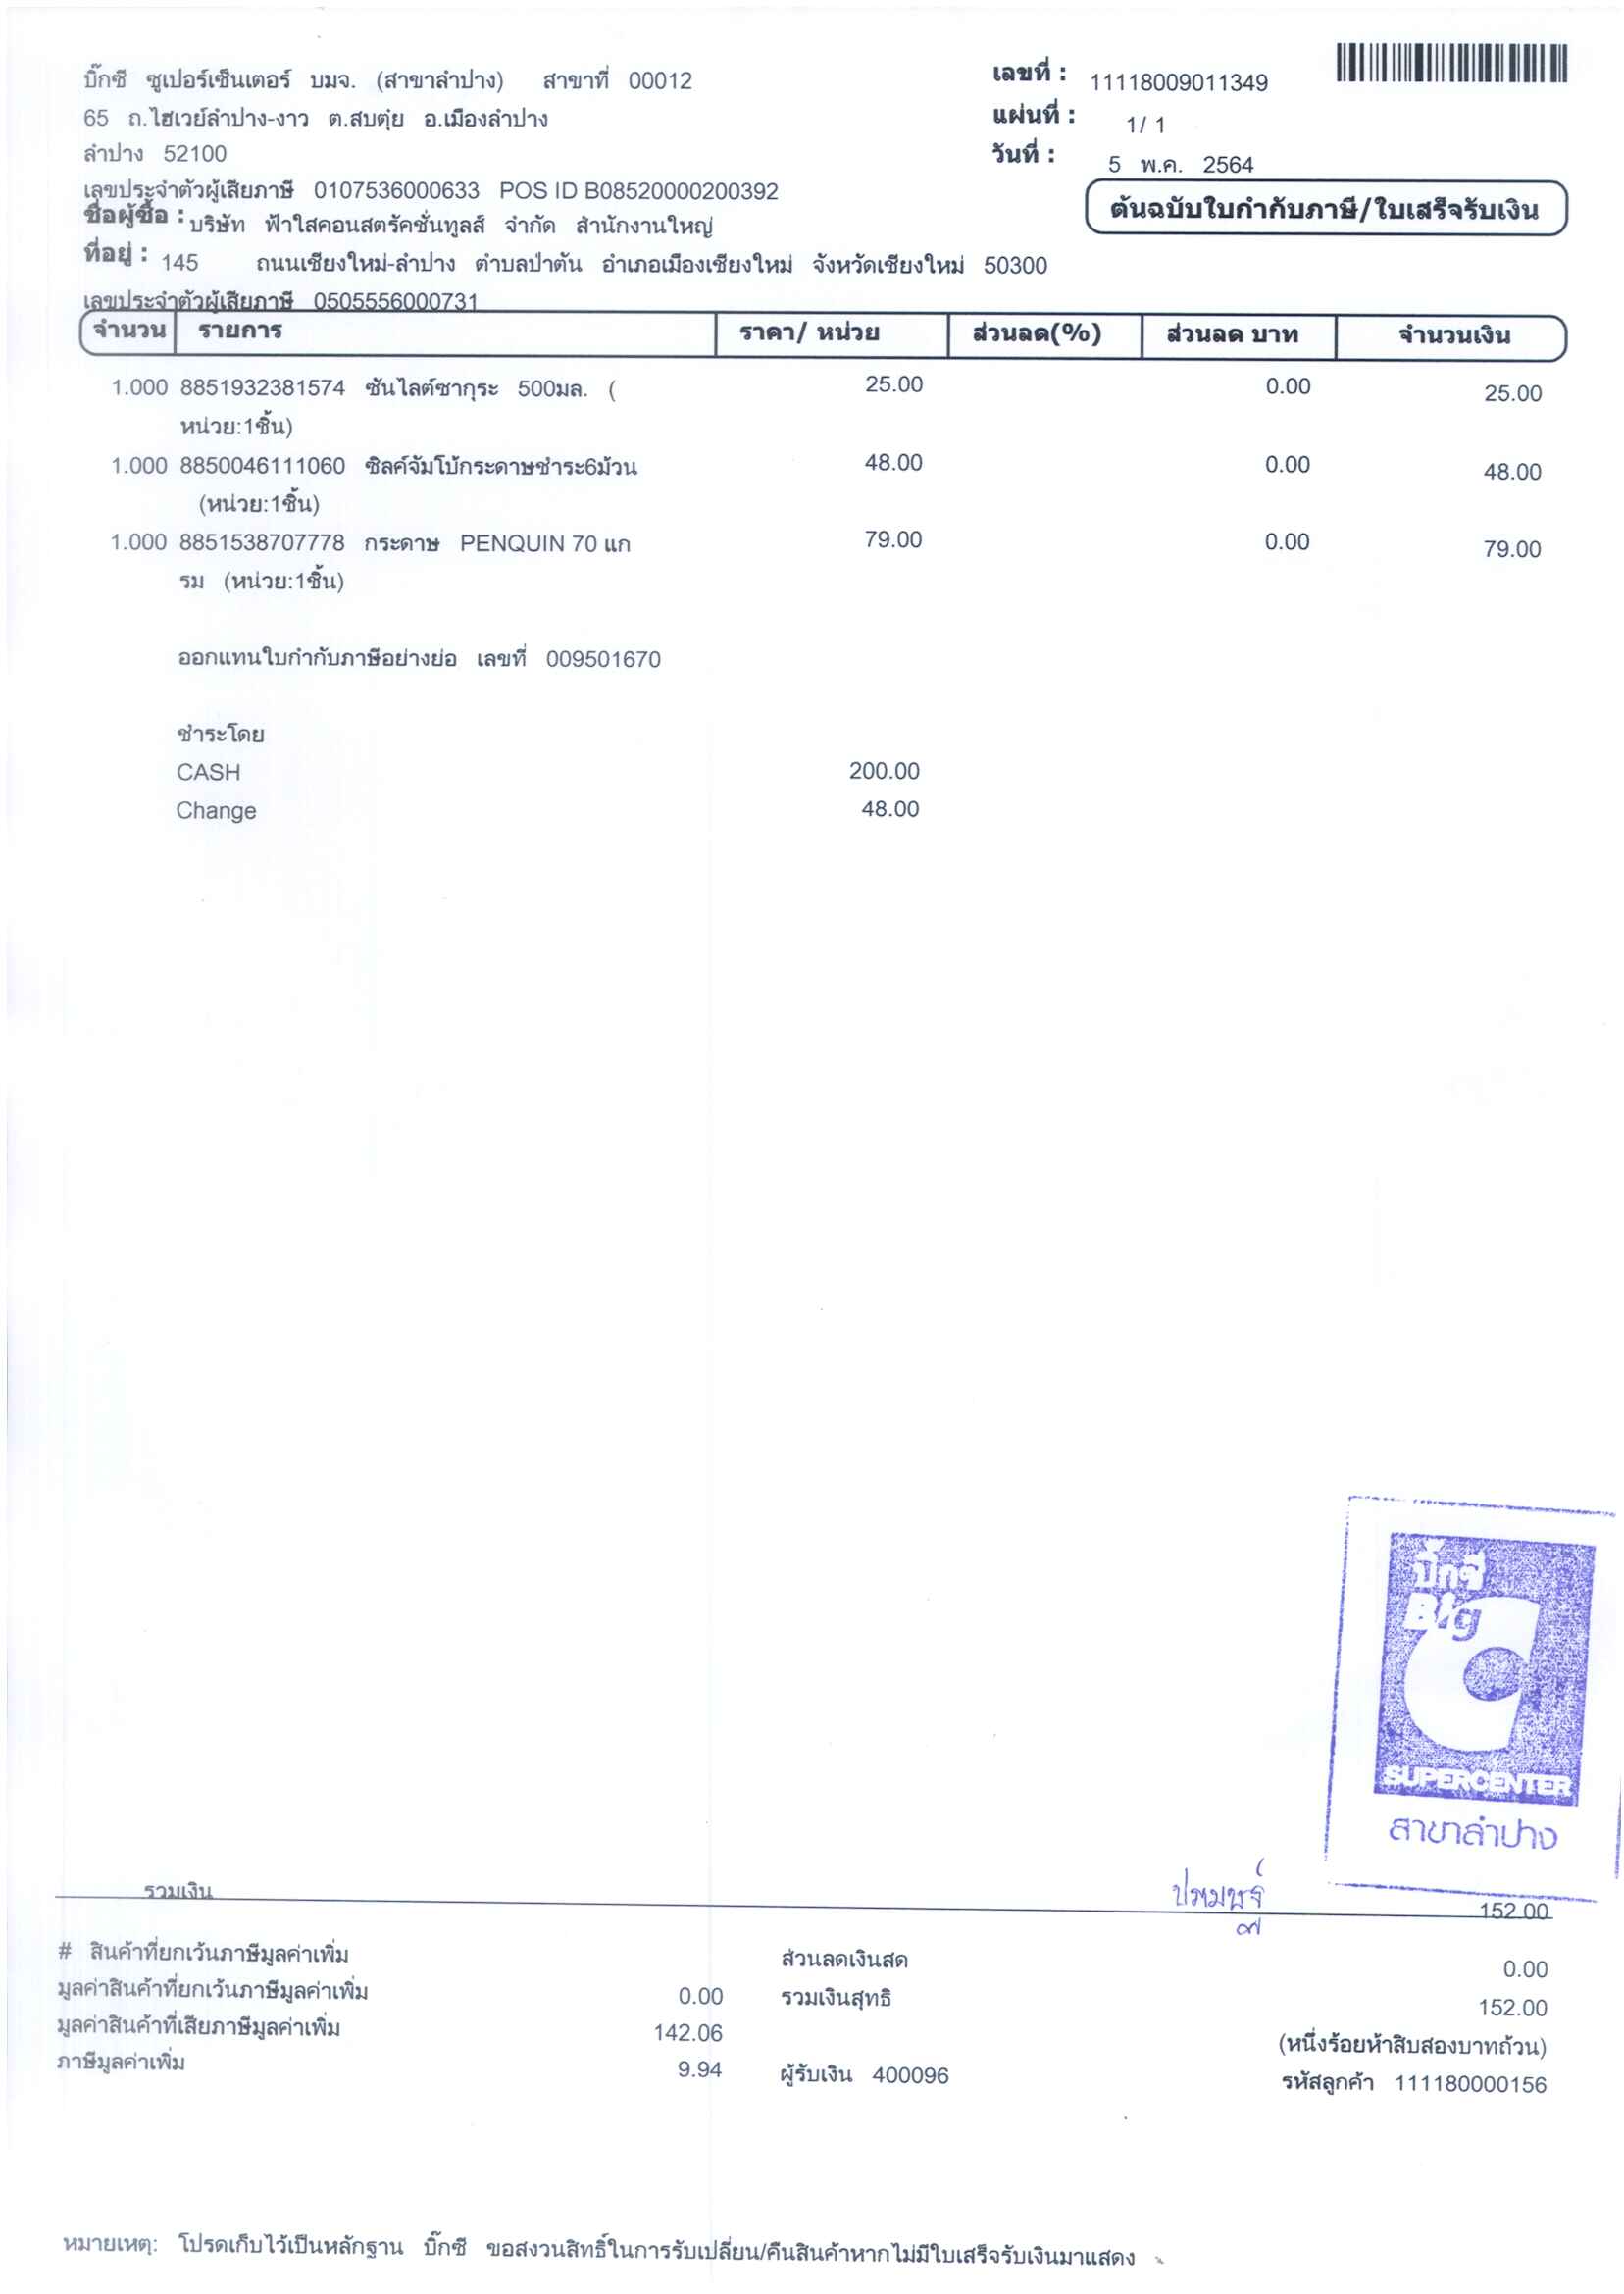 บิ๊กซี ซูเปอร์เซ็นเตอร์ บมจ. (สาขาลำปาง) สาขาที่ 00012
65 ถ.ไฮเวย์ลำปาง-งาว ต.สบตุ๋ย อ.เมืองลำปาง
ลำปาง 52100
เลขประจำตัวผู้เสียภาษี 0107536000633 POS ID B08520000200392
เลขที่ : 11118009011349
แผ่นที่ : 1/ 1
วันที่ : 5 พ.ค. 2564
ต้นฉบับใบกำกับภาษี/ใบเสร็จรับเงิน
ชื่อผู้ซื้อ : บริษัท ฟ้าใสคอนสตรัคชั่นทูลส์ จำกัด สำนักงานใหญ่
ที่อยู่ : 145 ถนนเชียงใหม่-ลำปาง ตำบลป่าตัน อำเภอเมืองเชียงใหม่ จังหวัดเชียงใหม่ 50300
เลขประจำตัวผู้เสียภาษี 0505556000731
จำนวน รายการ ราคา/ หน่วย ส่วนลด(%) ส่วนลด บาท จำนวนเงิน
1.000 8851932381574 ซันไลต์ซากุระ 500มล. ( 25.00 0.00 25.00
หน่วย:1ชิ้น)
1.000 8850046111060 ซิลค์จัมโบ้กระดาษชำระ6ม้วน 48.00 0.00 48.00
(หน่วย:1ชิ้น)
1.000 8851538707778 กระดาษ PENQUIN 70 แก 79.00 0.00 79.00
รม (หน่วย:1ชิ้น)
ออกแทนใบกำกับภาษีอย่างย่อ เลขที่ 009501670
ชำระโดย
CASH 200.00
Change 48.00
บิ๊กซี
Big
C
SUPERCENTER
สาขาลำปาง
รวมเงิน 152.00
# สินค้าที่ยกเว้นภาษีมูลค่าเพิ่ม ส่วนลดเงินสด 0.00
มูลค่าสินค้าที่ยกเว้นภาษีมูลค่าเพิ่ม 0.00 รวมเงินสุทธิ 152.00
มูลค่าสินค้าที่เสียภาษีมูลค่าเพิ่ม 142.06 (หนึ่งร้อยห้าสิบสองบาทถ้วน)
ภาษีมูลค่าเพิ่ม 9.94 ผู้รับเงิน 400096 รหัสลูกค้า 111180000156
หมายเหตุ: โปรดเก็บไว้เป็นหลักฐาน บิ๊กซี ขอสงวนสิทธิ์ในการรับเปลี่ยน/คืนสินค้าหากไม่มีใบเสร็จรับเงินมาแสดง